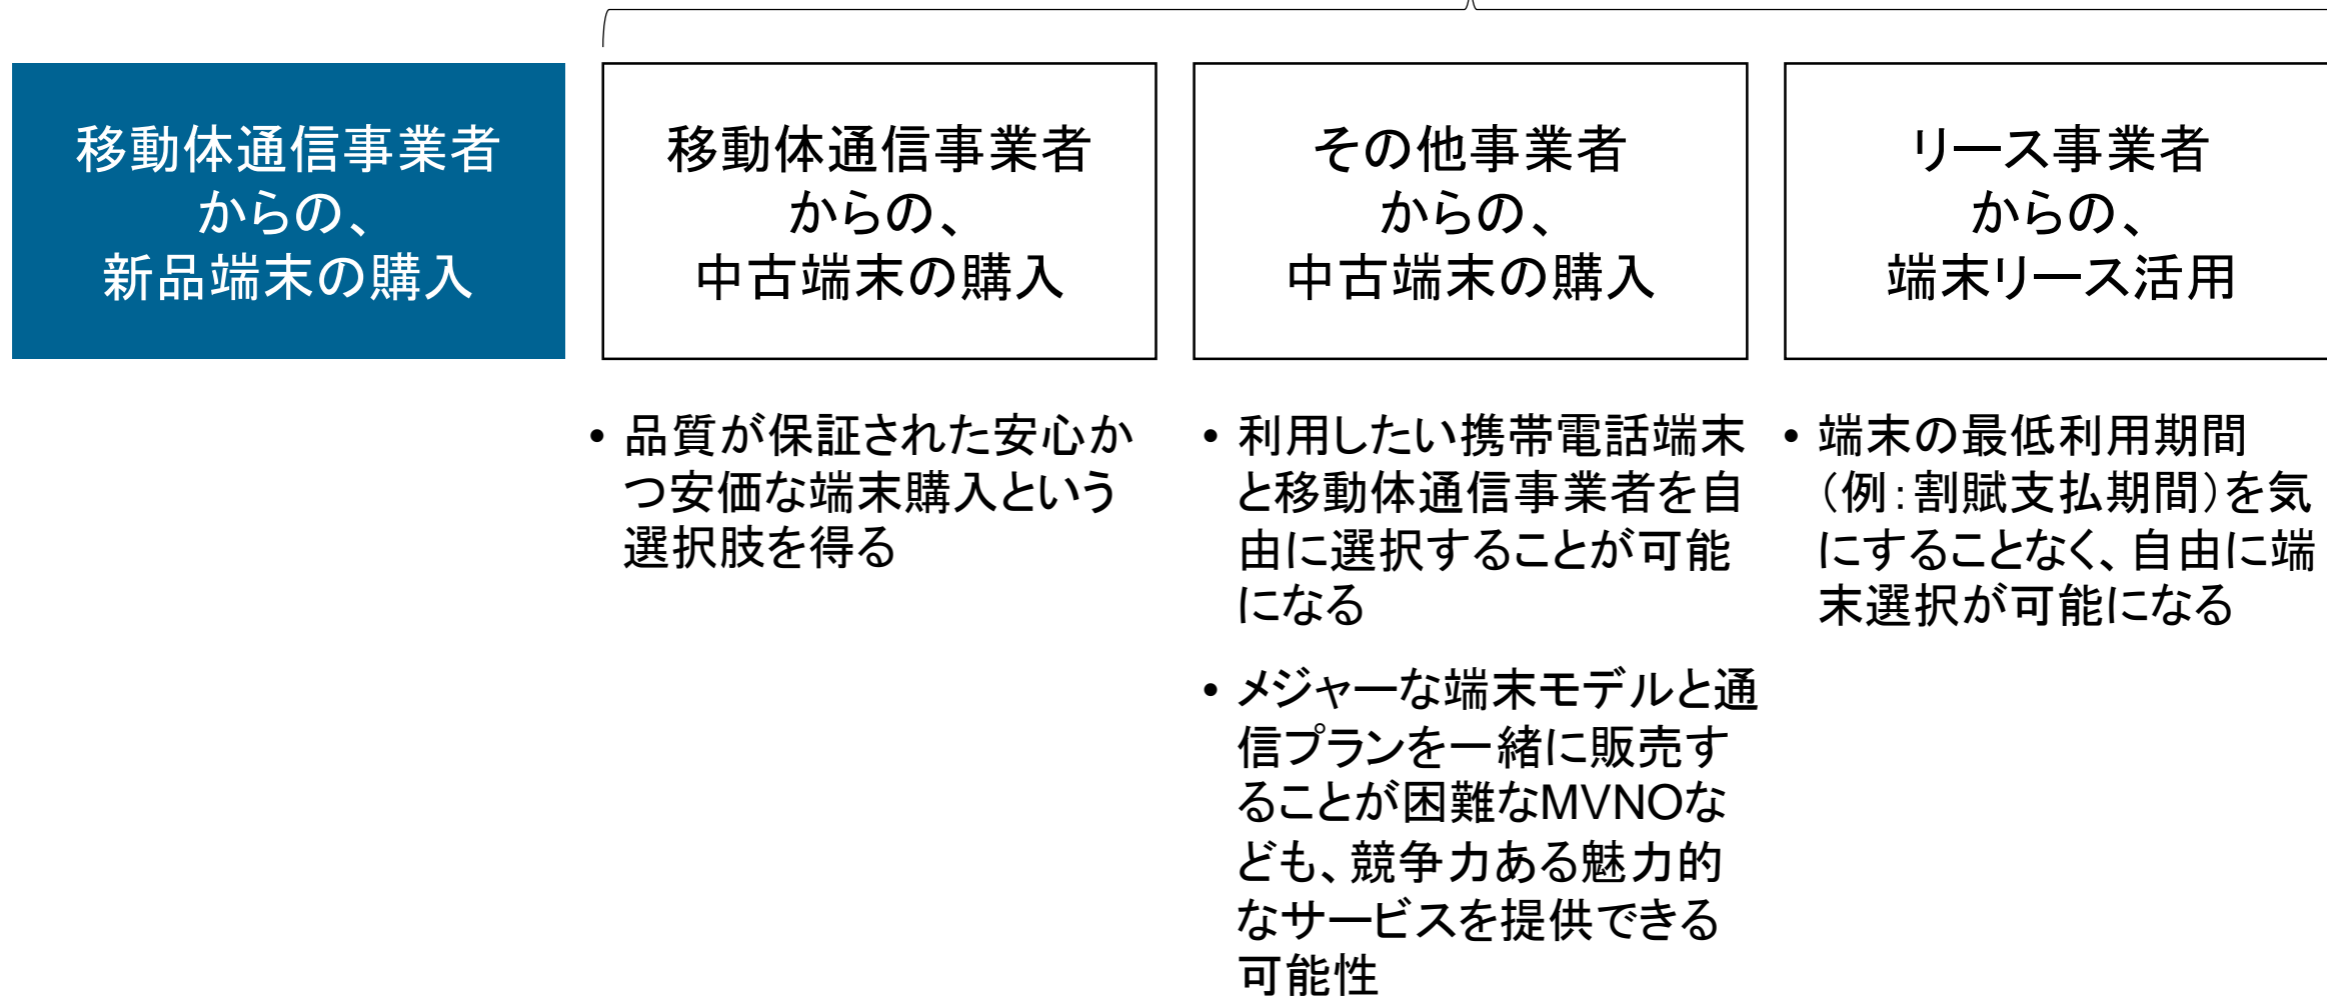 移動体通信事業者
からの、
新品端末の購入
移動体通信事業者
からの、
中古端末の購入
その他事業者
からの、
中古端末の購入
リース事業者
からの、
端末リース活用
• 品質が保証された安心か
つ安価な端末購入という
選択肢を得る
• 利用したい携帯電話端末
と移動体通信事業者を自
由に選択することが可能
になる
• メジャーな端末モデルと通
信プランを一緒に販売す
ることが困難なMVNOな
ども、競争力ある魅力的
なサービスを提供できる
可能性
• 端末の最低利用期間
（例：割賦支払期間）を気
にすることなく、自由に端
末選択が可能になる